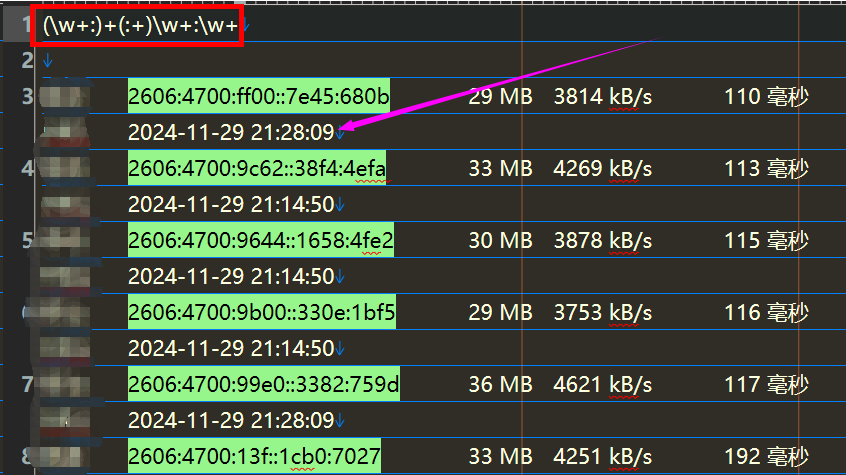 1 (\w+:)+(:+)\w+:\w+↓
2 ↓
3 2606:4700:ff00::7e45:680b 29 MB 3814 kB/s 110 毫秒
2024-11-29 21:28:09↓
4 2606:4700:9c62::38f4:4efa 33 MB 4269 kB/s 113 毫秒
2024-11-29 21:14:50↓
5 2606:4700:9644::1658:4fe2 30 MB 3878 kB/s 115 毫秒
2024-11-29 21:14:50↓
2606:4700:9b00::330e:1bf5 29 MB 3753 kB/s 116 毫秒
2024-11-29 21:14:50↓
7 2606:4700:99e0::3382:759d 36 MB 4621 kB/s 117 毫秒
2024-11-29 21:28:09↓
8 2606:4700:13f::1cb0:7027 33 MB 4251 kB/s 192 毫秒